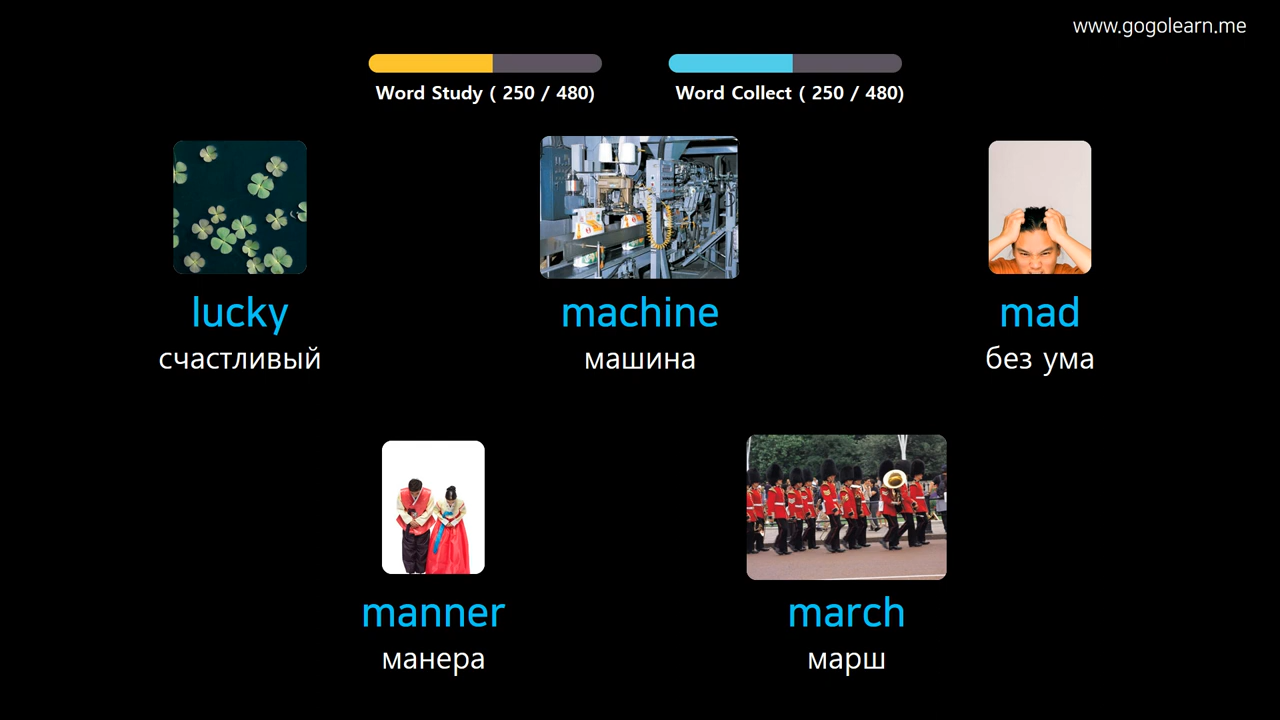 www.gogolearn.me
Word Study ( 250 / 480)
Word Collect ( 250 / 480)
lucky
machine
mad
счастливый
машина
без ума
manner
march
манера
марш